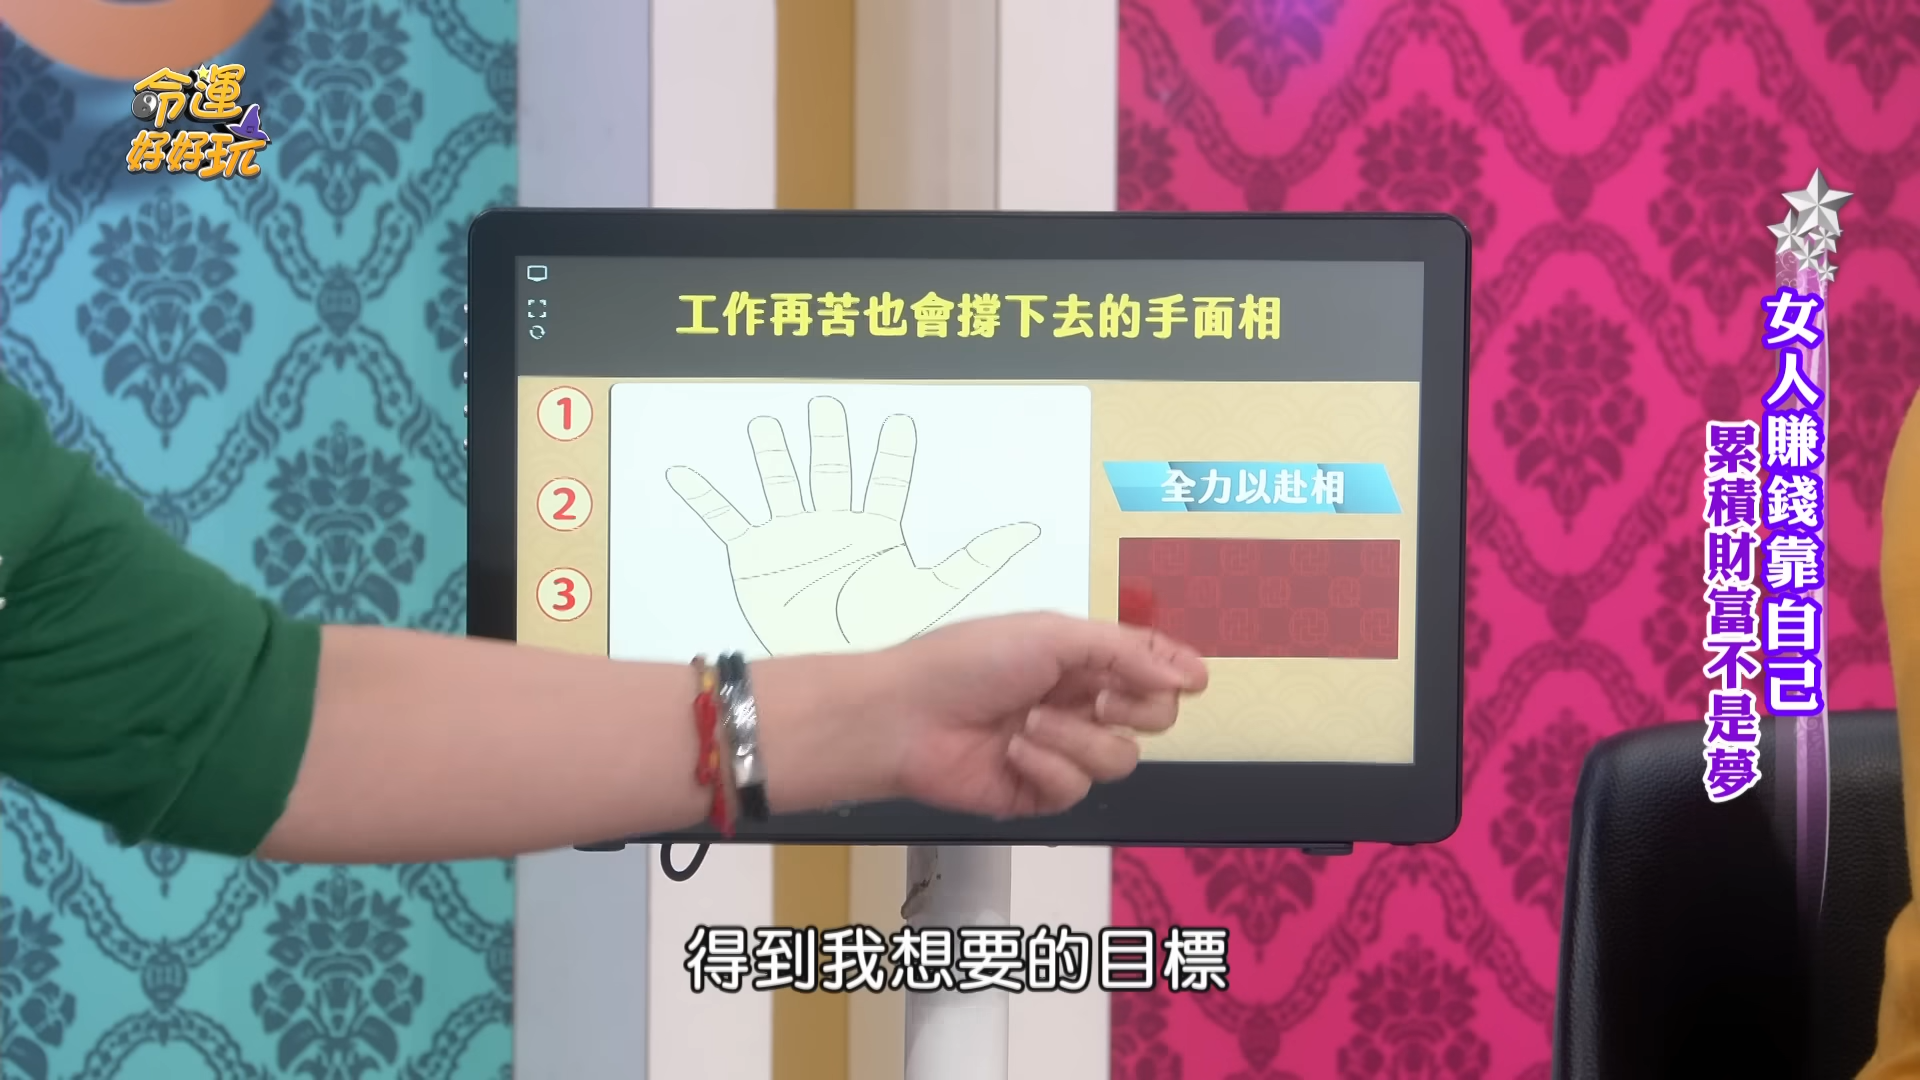 命運
好好玩
工作再苦也會撐下去的手面相
1
2
3
全力以赴相
女人賺錢靠自己
累積財富不是夢
得到我想要的目標